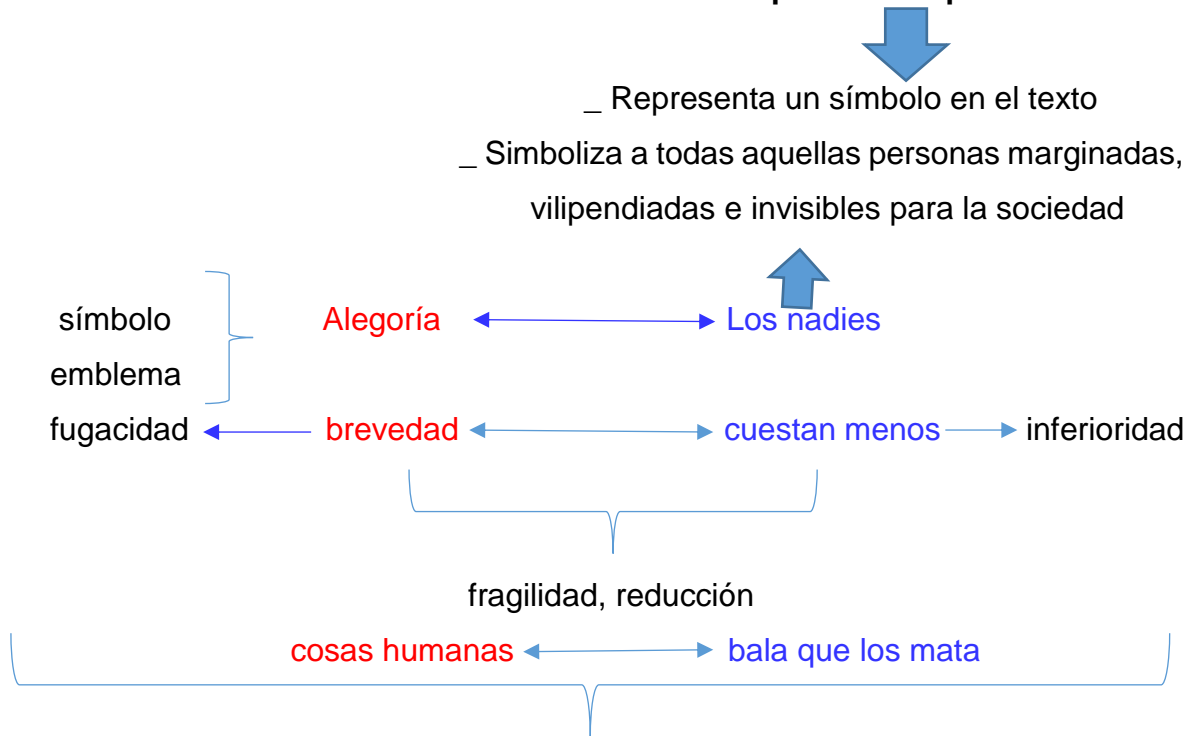 _ Representa un símbolo en el texto
_ Simboliza a todas aquellas personas marginadas,
vilipendiadas e invisibles para la sociedad
símbolo Alegoría Los nadies
emblema
fugacidad brevedad cuestan menos inferioridad
fragilidad, reducción
cosas humanas bala que los mata